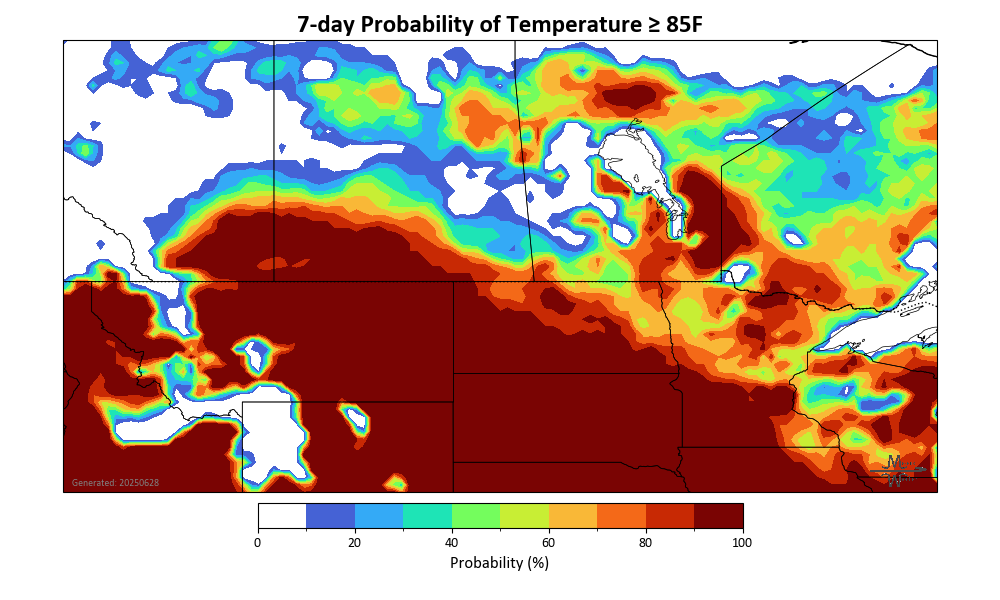 7-day Probability of Temperature ≥ 85F
Generated: 20250628
0 20 40 60 80 100
Probability (%)